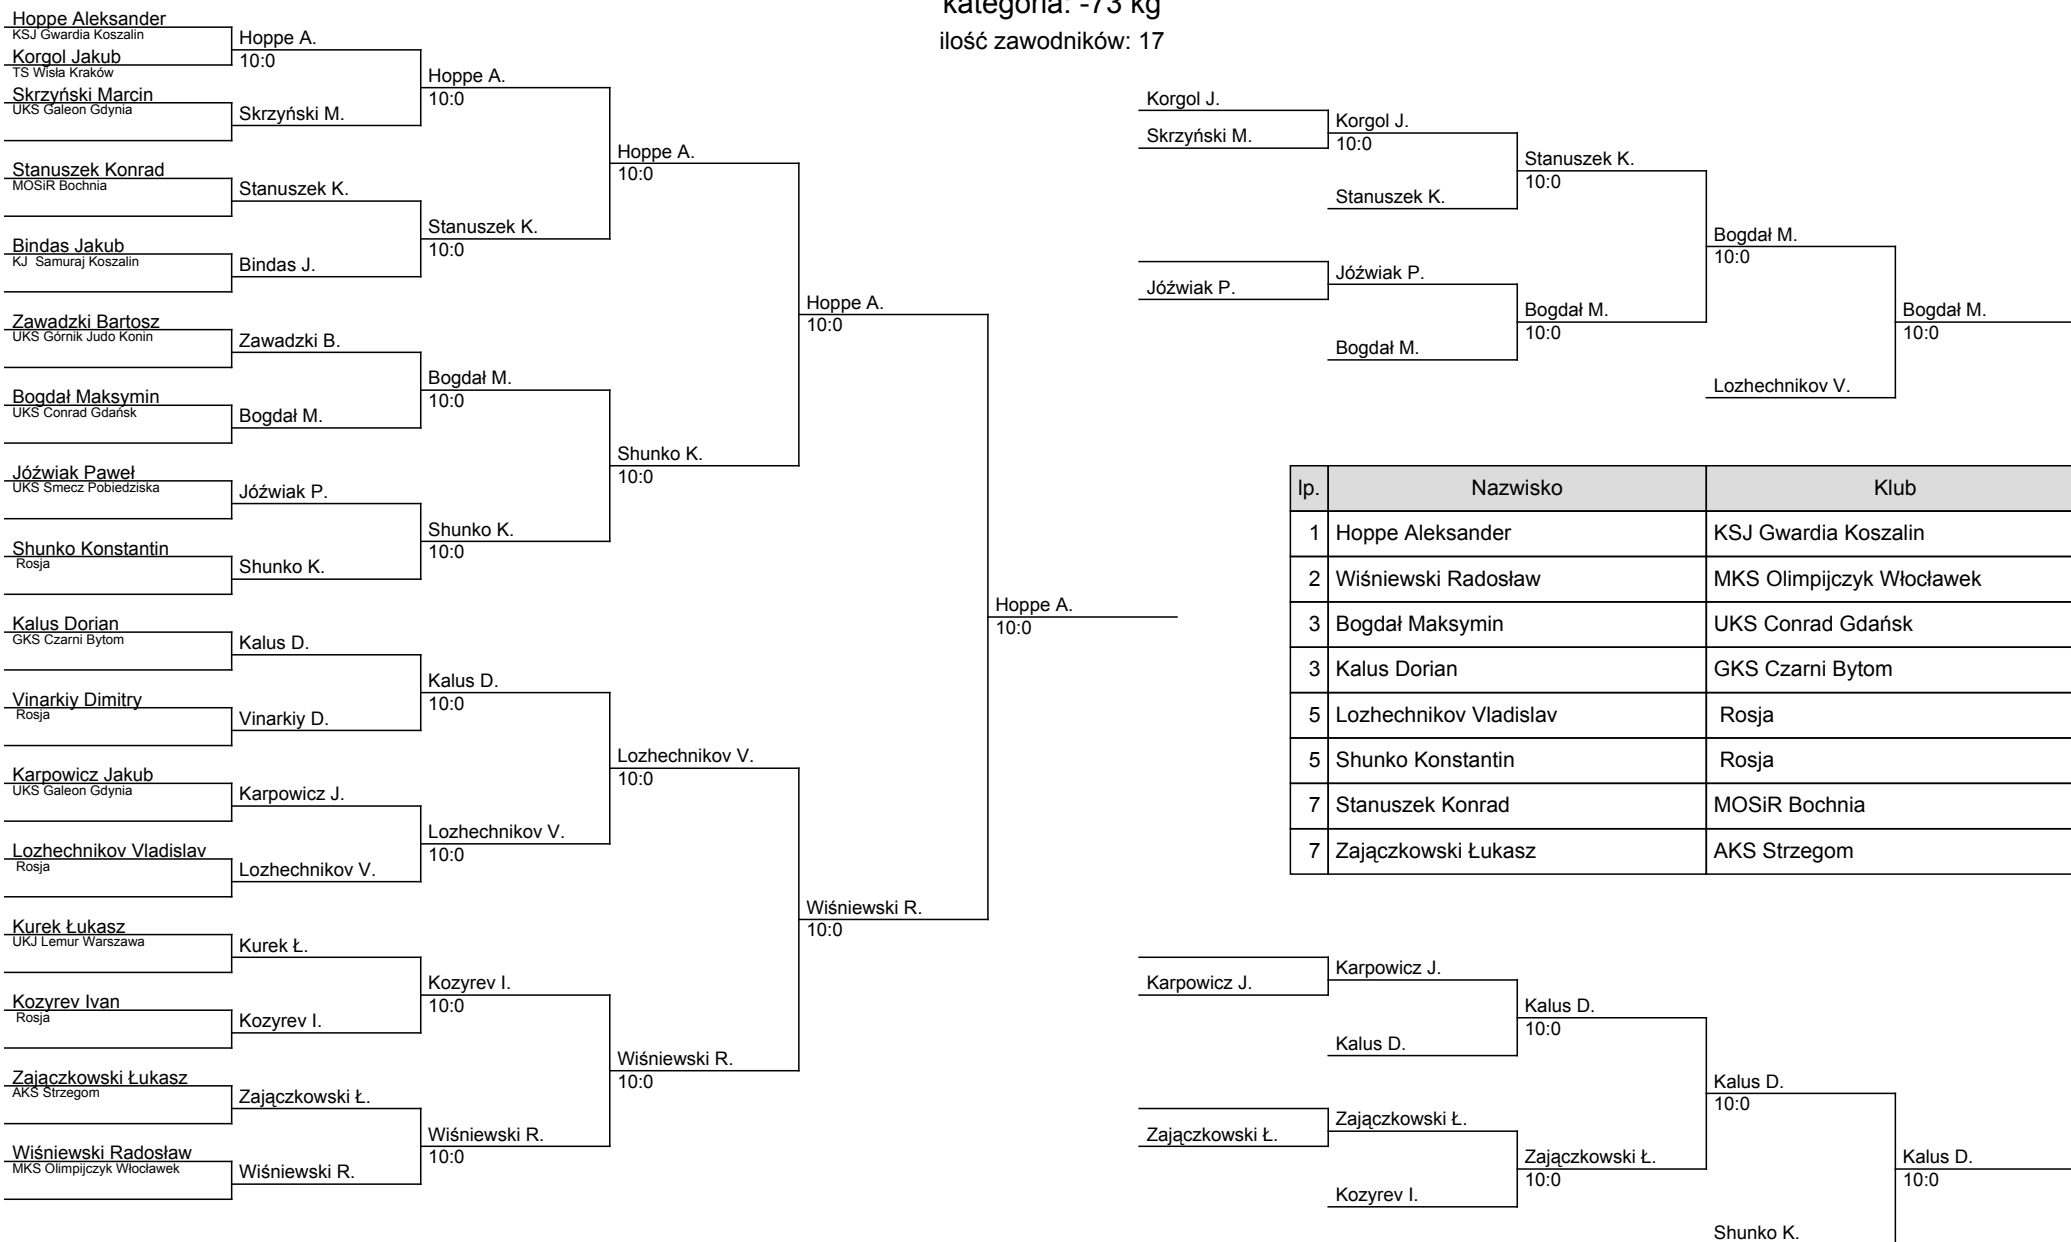 kategoria: -73 kg
ilość zawodników: 17
Hoppe Aleksander
KSJ Gwardia Koszalin
Korgol Jakub
TS Wisła Kraków
Skrzyński Marcin
UKS Galeon Gdynia
Stanuszek Konrad
MOSiR Bochnia
Bindas Jakub
KJ Samuraj Koszalin
Zawadzki Bartosz
UKS Górnik Judo Konin
Bogdał Maksymin
UKS Conrad Gdańsk
Jóźwiak Paweł
UKS Smecz Pobiedziska
Shunko Konstantin
Rosja
Kalus Dorian
GKS Czarni Bytom
Vinarkiy Dimitry
Rosja
Karpowicz Jakub
UKS Galeon Gdynia
Lozhechnikov Vladislav
Rosja
Kurek Łukasz
UKJ Lemur Warszawa
Kozyrev Ivan
Rosja
Zajączkowski Łukasz
AKS Strzegom
Wiśniewski Radosław
MKS Olimpijczyk Włocławek
Hoppe A.
10:0
Skrzyński M.
Stanuszek K.
Bindas J.
Zawadzki B.
Bogdał M.
Jóźwiak P.
Shunko K.
Kalus D.
Vinarkiy D.
Karpowicz J.
Lozhechnikov V.
Kurek Ł.
Kozyrev I.
Zajączkowski Ł.
Wiśniewski R.
Hoppe A.
10:0
Stanuszek K.
10:0
Bogdał M.
10:0
Shunko K.
10:0
Kalus D.
10:0
Lozhechnikov V.
10:0
Kozyrev I.
10:0
Wiśniewski R.
10:0
Hoppe A.
10:0
Shunko K.
10:0
Lozhechnikov V.
10:0
Wiśniewski R.
10:0
Hoppe A.
10:0
Wiśniewski R.
10:0
Hoppe A.
10:0
Korgol J.
Skrzyński M.
Jóźwiak P.
Korgol J.
10:0
Stanuszek K.
Jóźwiak P.
Bogdał M.
Stanuszek K.
10:0
Bogdał M.
10:0
Bogdał M.
10:0
Lozhechnikov V.
Bogdał M.
10:0
lp. Nazwisko Klub
1 Hoppe Aleksander KSJ Gwardia Koszalin
2 Wiśniewski Radosław MKS Olimpijczyk Włocławek
3 Bogdał Maksymin UKS Conrad Gdańsk
3 Kalus Dorian GKS Czarni Bytom
5 Lozhechnikov Vladislav Rosja
5 Shunko Konstantin Rosja
7 Stanuszek Konrad MOSiR Bochnia
7 Zajączkowski Łukasz AKS Strzegom
Karpowicz J.
Zajączkowski Ł.
Karpowicz J.
Kalus D.
Zajączkowski Ł.
Kozyrev I.
Kalus D.
10:0
Zajączkowski Ł.
10:0
Kalus D.
10:0
Shunko K.
Kalus D.
10:0